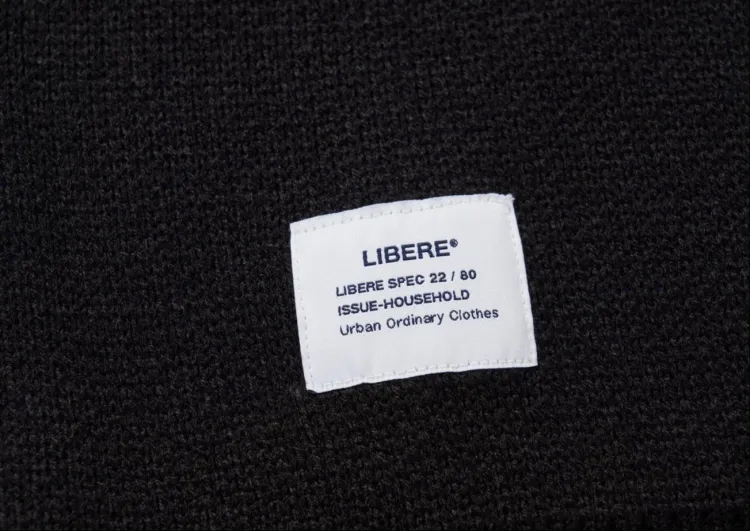 LIBERE®
LIBERE SPEC 22 / 80
ISSUE-HOUSEHOLD
Urban Ordinary Clothes